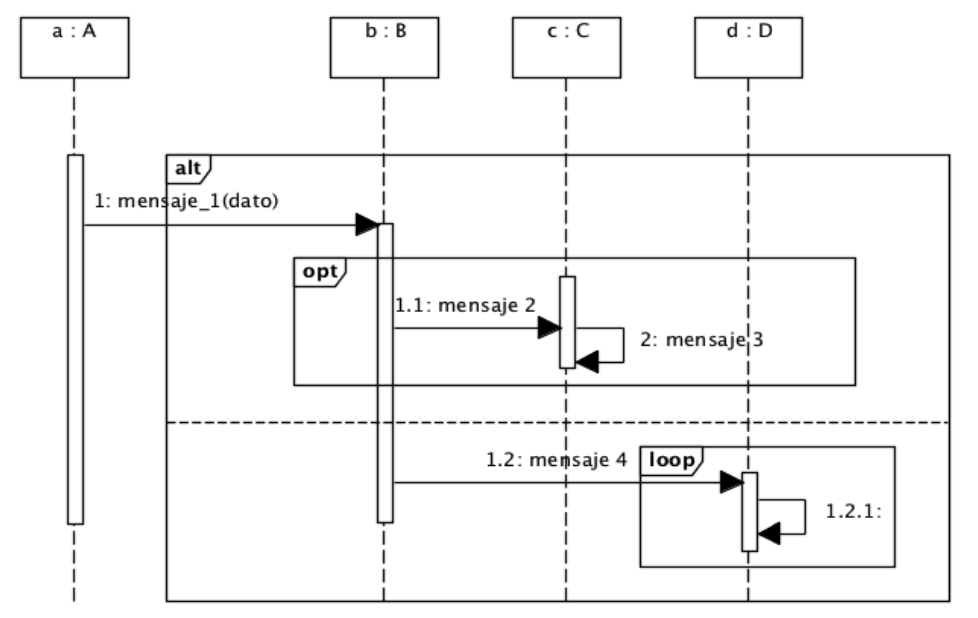 a : A
b : B
c : C
d : D
alt
1: mensaje_1(dato)
opt
1.1: mensaje 2
2: mensaje 3
1.2: mensaje 4
loop
1.2.1: